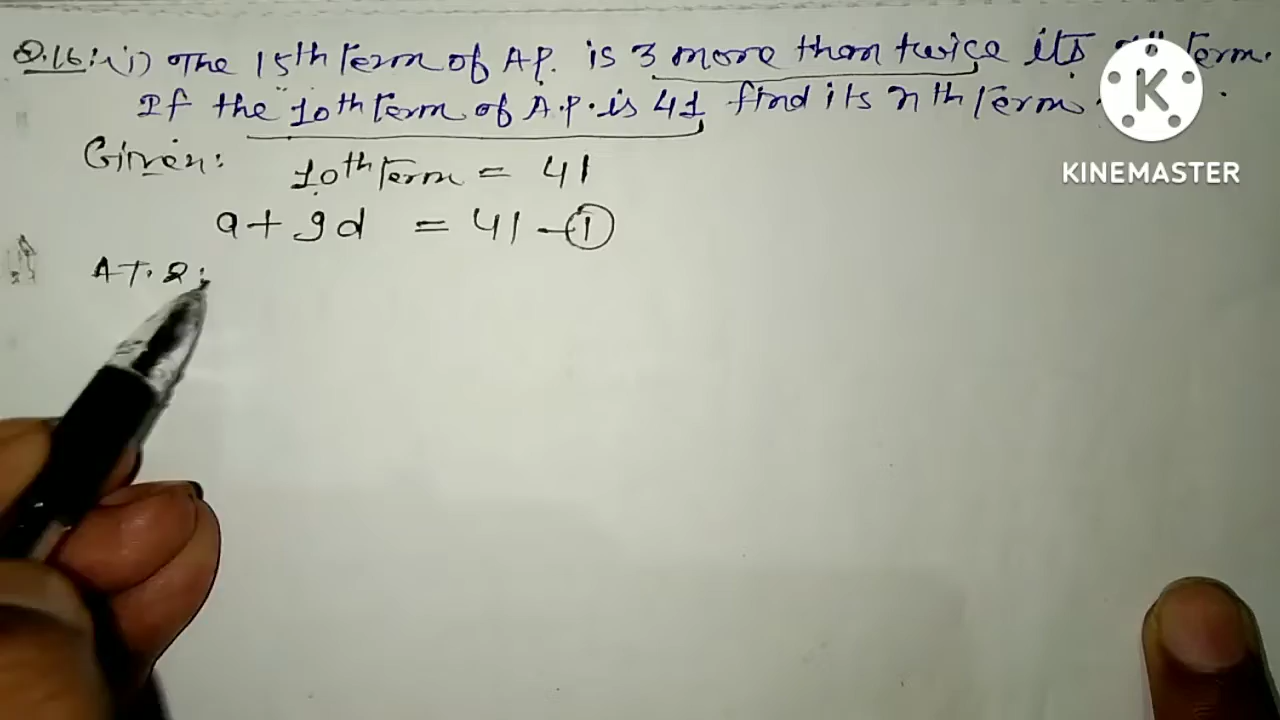 Q.16:(i) The 15th term of A.P. is 3 more than twice its term.
If the 10th term of A.P. is 41 find its nth term.
Given: 10th term = 41
a + 9d = 41 - 1
A.T.Q:
K
KINEMASTER